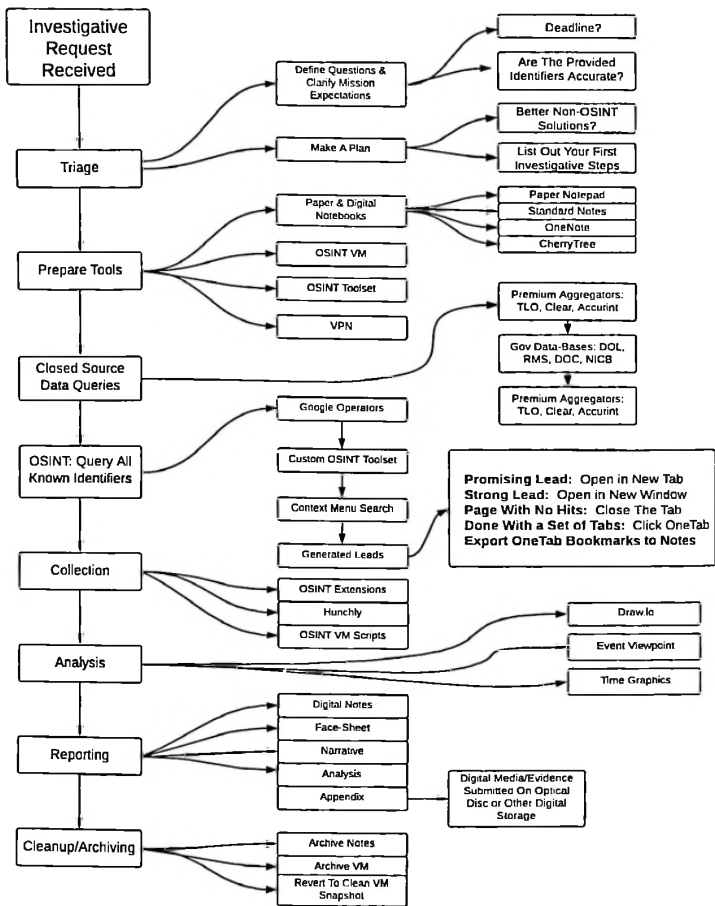 Investigative
Request
Received
Deadline?
Define Questions &
Clarify Mission
Expectations
Are The Provided
Identifiers Accurate?
Better Non-OSINT
Solutions?
Make A Plan
List Out Your First
Investigative Steps
Triage
Paper & Digital
Notebooks
Paper Notepad
Standard Notes
OneNote
CherryTree
Prepare Tools
OSINT VM
OSINT Toolset
VPN
Premium Aggregators:
TLO, Clear, Accurint
Gov Data-Bases: DOL,
RMS, DOC, NICB
Premium Aggregators:
TLO, Clear, Accurint
Closed Source
Data Queries
Google Operators
Custom OSINT Toolset
Context Menu Search
Generated Leads
OSINT: Query All
Known Identifiers
Promising Lead: Open in New Tab
Strong Lead: Open in New Window
Page With No Hits: Close The Tab
Done With a Set of Tabs: Click OneTab
Export OneTab Bookmarks to Notes
Collection
OSINT Extensions
Hunchly
OSINT VM Scripts
Analysis
Draw.Io
Event Viewpoint
Time Graphics
Reporting
Digital Notes
Face-Sheet
Narrative
Analysis
Appendix
Digital Media/Evidence
Submitted On Optical
Disc or Other Digital
Storage
Cleanup/Archiving
Archive Notes
Archive VM
Revert To Clean VM
Snapshot